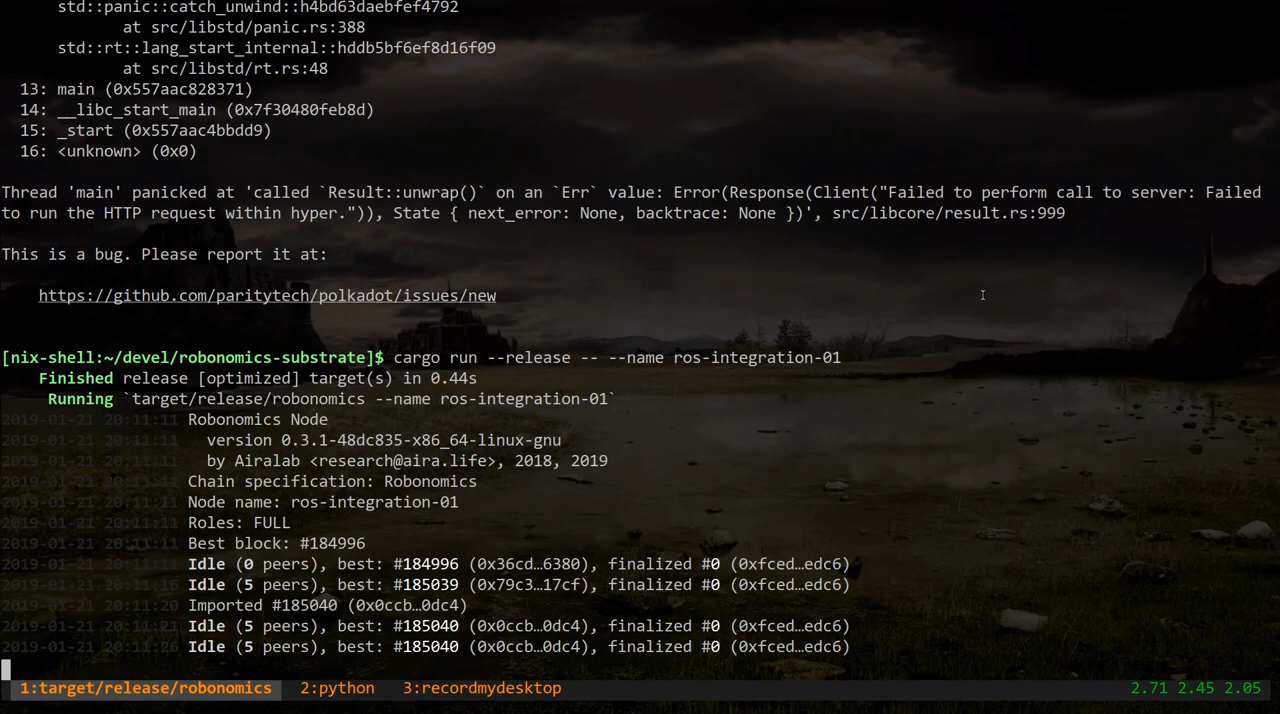 std::panic::catch_unwind::h4bd63daebfef4792
at src/libstd/panic.rs:388
std::rt::lang_start_internal::hddb5bf6ef8d16f09
at src/libstd/rt.rs:48
13: main (0x557aac828371)
14: __libc_start_main (0x7f30480feb8d)
15: _start (0x557aac4bbdd9)
16: <unknown> (0x0)
Thread 'main' panicked at 'called `Result::unwrap()` on an `Err` value: Error(Response(Client("Failed to perform call to server: Failed
to run the HTTP request within hyper.")), State { next_error: None, backtrace: None })', src/libcore/result.rs:999
This is a bug. Please report it at:
https://github.com/paritytech/polkadot/issues/new
[nix-shell:~/devel/robonomics-substrate]$ cargo run --release -- --name ros-integration-01
Finished release [optimized] target(s) in 0.44s
Running `target/release/robonomics --name ros-integration-01`
2019-01-21 20:11:11 Robonomics Node
2019-01-21 20:11:11   version 0.3.1-48dc835-x86_64-linux-gnu
2019-01-21 20:11:11   by Airalab <research@aira.life>, 2018, 2019
2019-01-21 20:11:11 Chain specification: Robonomics
2019-01-21 20:11:11 Node name: ros-integration-01
2019-01-21 20:11:11 Roles: FULL
2019-01-21 20:11:11 Best block: #184996
2019-01-21 20:11:11 Idle (0 peers), best: #184996 (0x36cd…6380), finalized #0 (0xfced…edc6)
2019-01-21 20:11:16 Idle (5 peers), best: #185039 (0x79c3…17cf), finalized #0 (0xfced…edc6)
2019-01-21 20:11:20 Imported #185040 (0x0ccb…0dc4)
2019-01-21 20:11:21 Idle (5 peers), best: #185040 (0x0ccb…0dc4), finalized #0 (0xfced…edc6)
2019-01-21 20:11:26 Idle (5 peers), best: #185040 (0x0ccb…0dc4), finalized #0 (0xfced…edc6)
1:target/release/robonomics 2:python 3:recordmydesktop 2.71 2.45 2.05